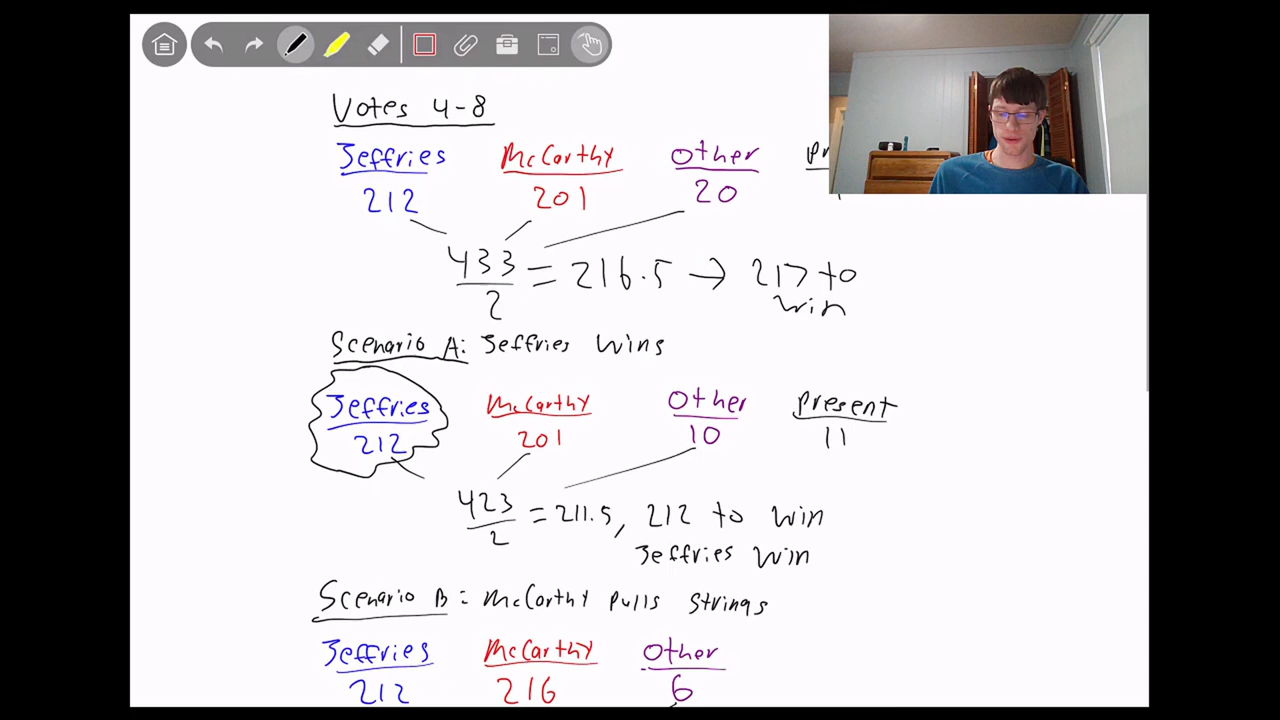 Votes 4-8
Jeffries McCarthy Other Pr
212 201 20
433/2 = 216.5 → 217 to win
Scenario A: Jeffries Wins
Jeffries McCarthy Other Present
212 201 10 11
423/2 = 211.5, 212 to win
Jeffries Win
Scenario B = McCarthy Pulls Strings
Jeffries McCarthy Other
212 216 6